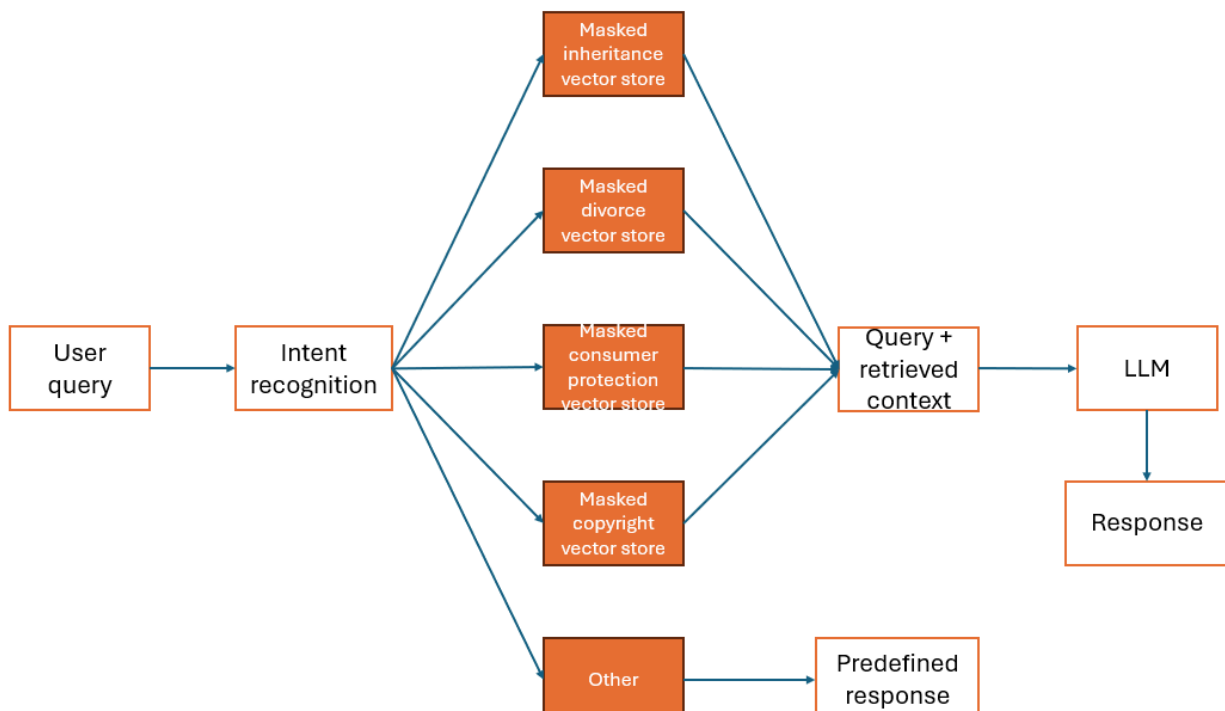 Masked
inheritance
vector store
Masked
divorce
vector store
User
query
Intent
recognition
Masked
consumer
protection
vector store
Query +
retrieved
context
LLM
Masked
copyright
vector store
Response
Other
Predefined
response